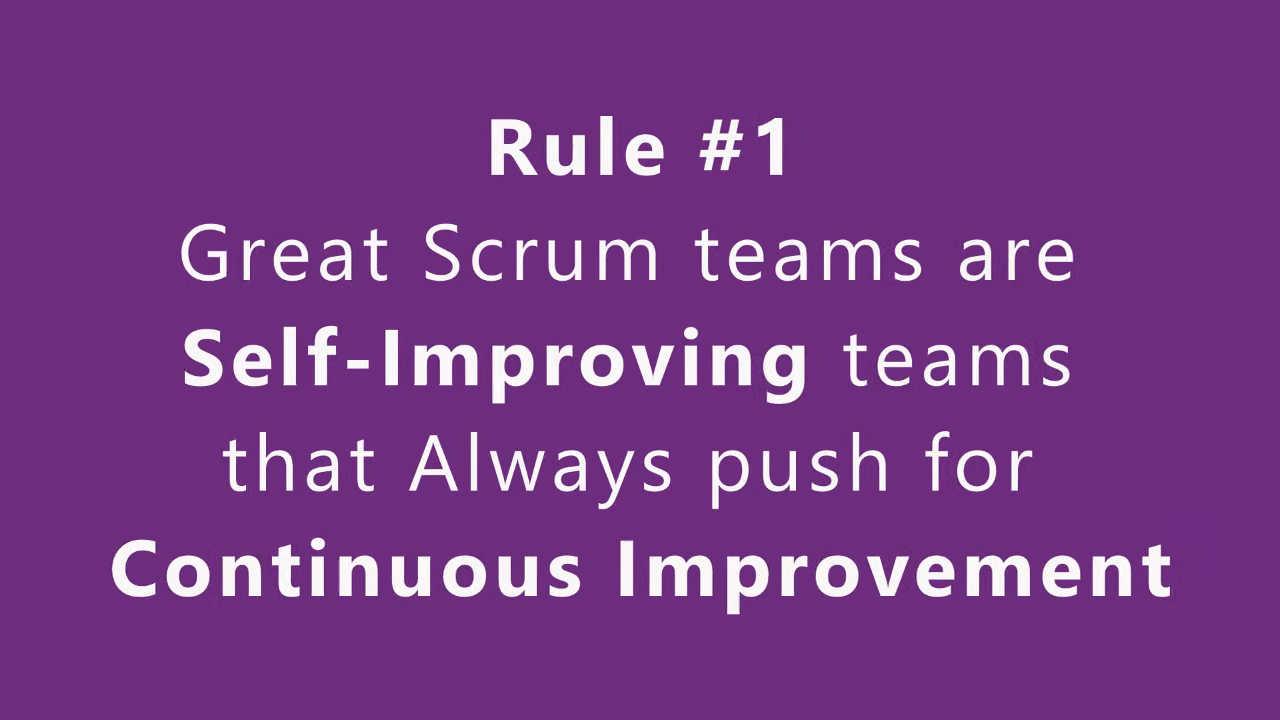 Rule #1
Great Scrum teams are
Self-Improving teams
that Always push for
Continuous Improvement